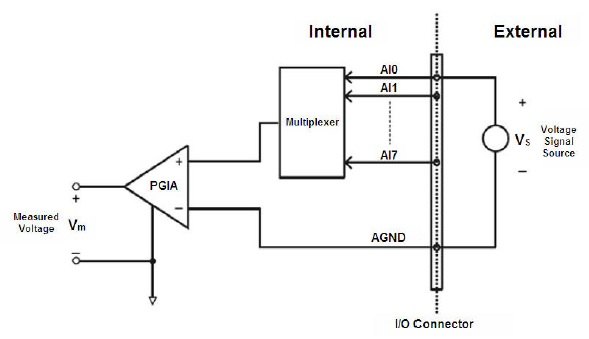 Internal
External
AI0
AI1
Multiplexer
AI7
+
Vs
Voltage
Signal
Source
−
+
PGIA
−
+
Measured
Voltage
Vm
−
AGND
I/O Connector